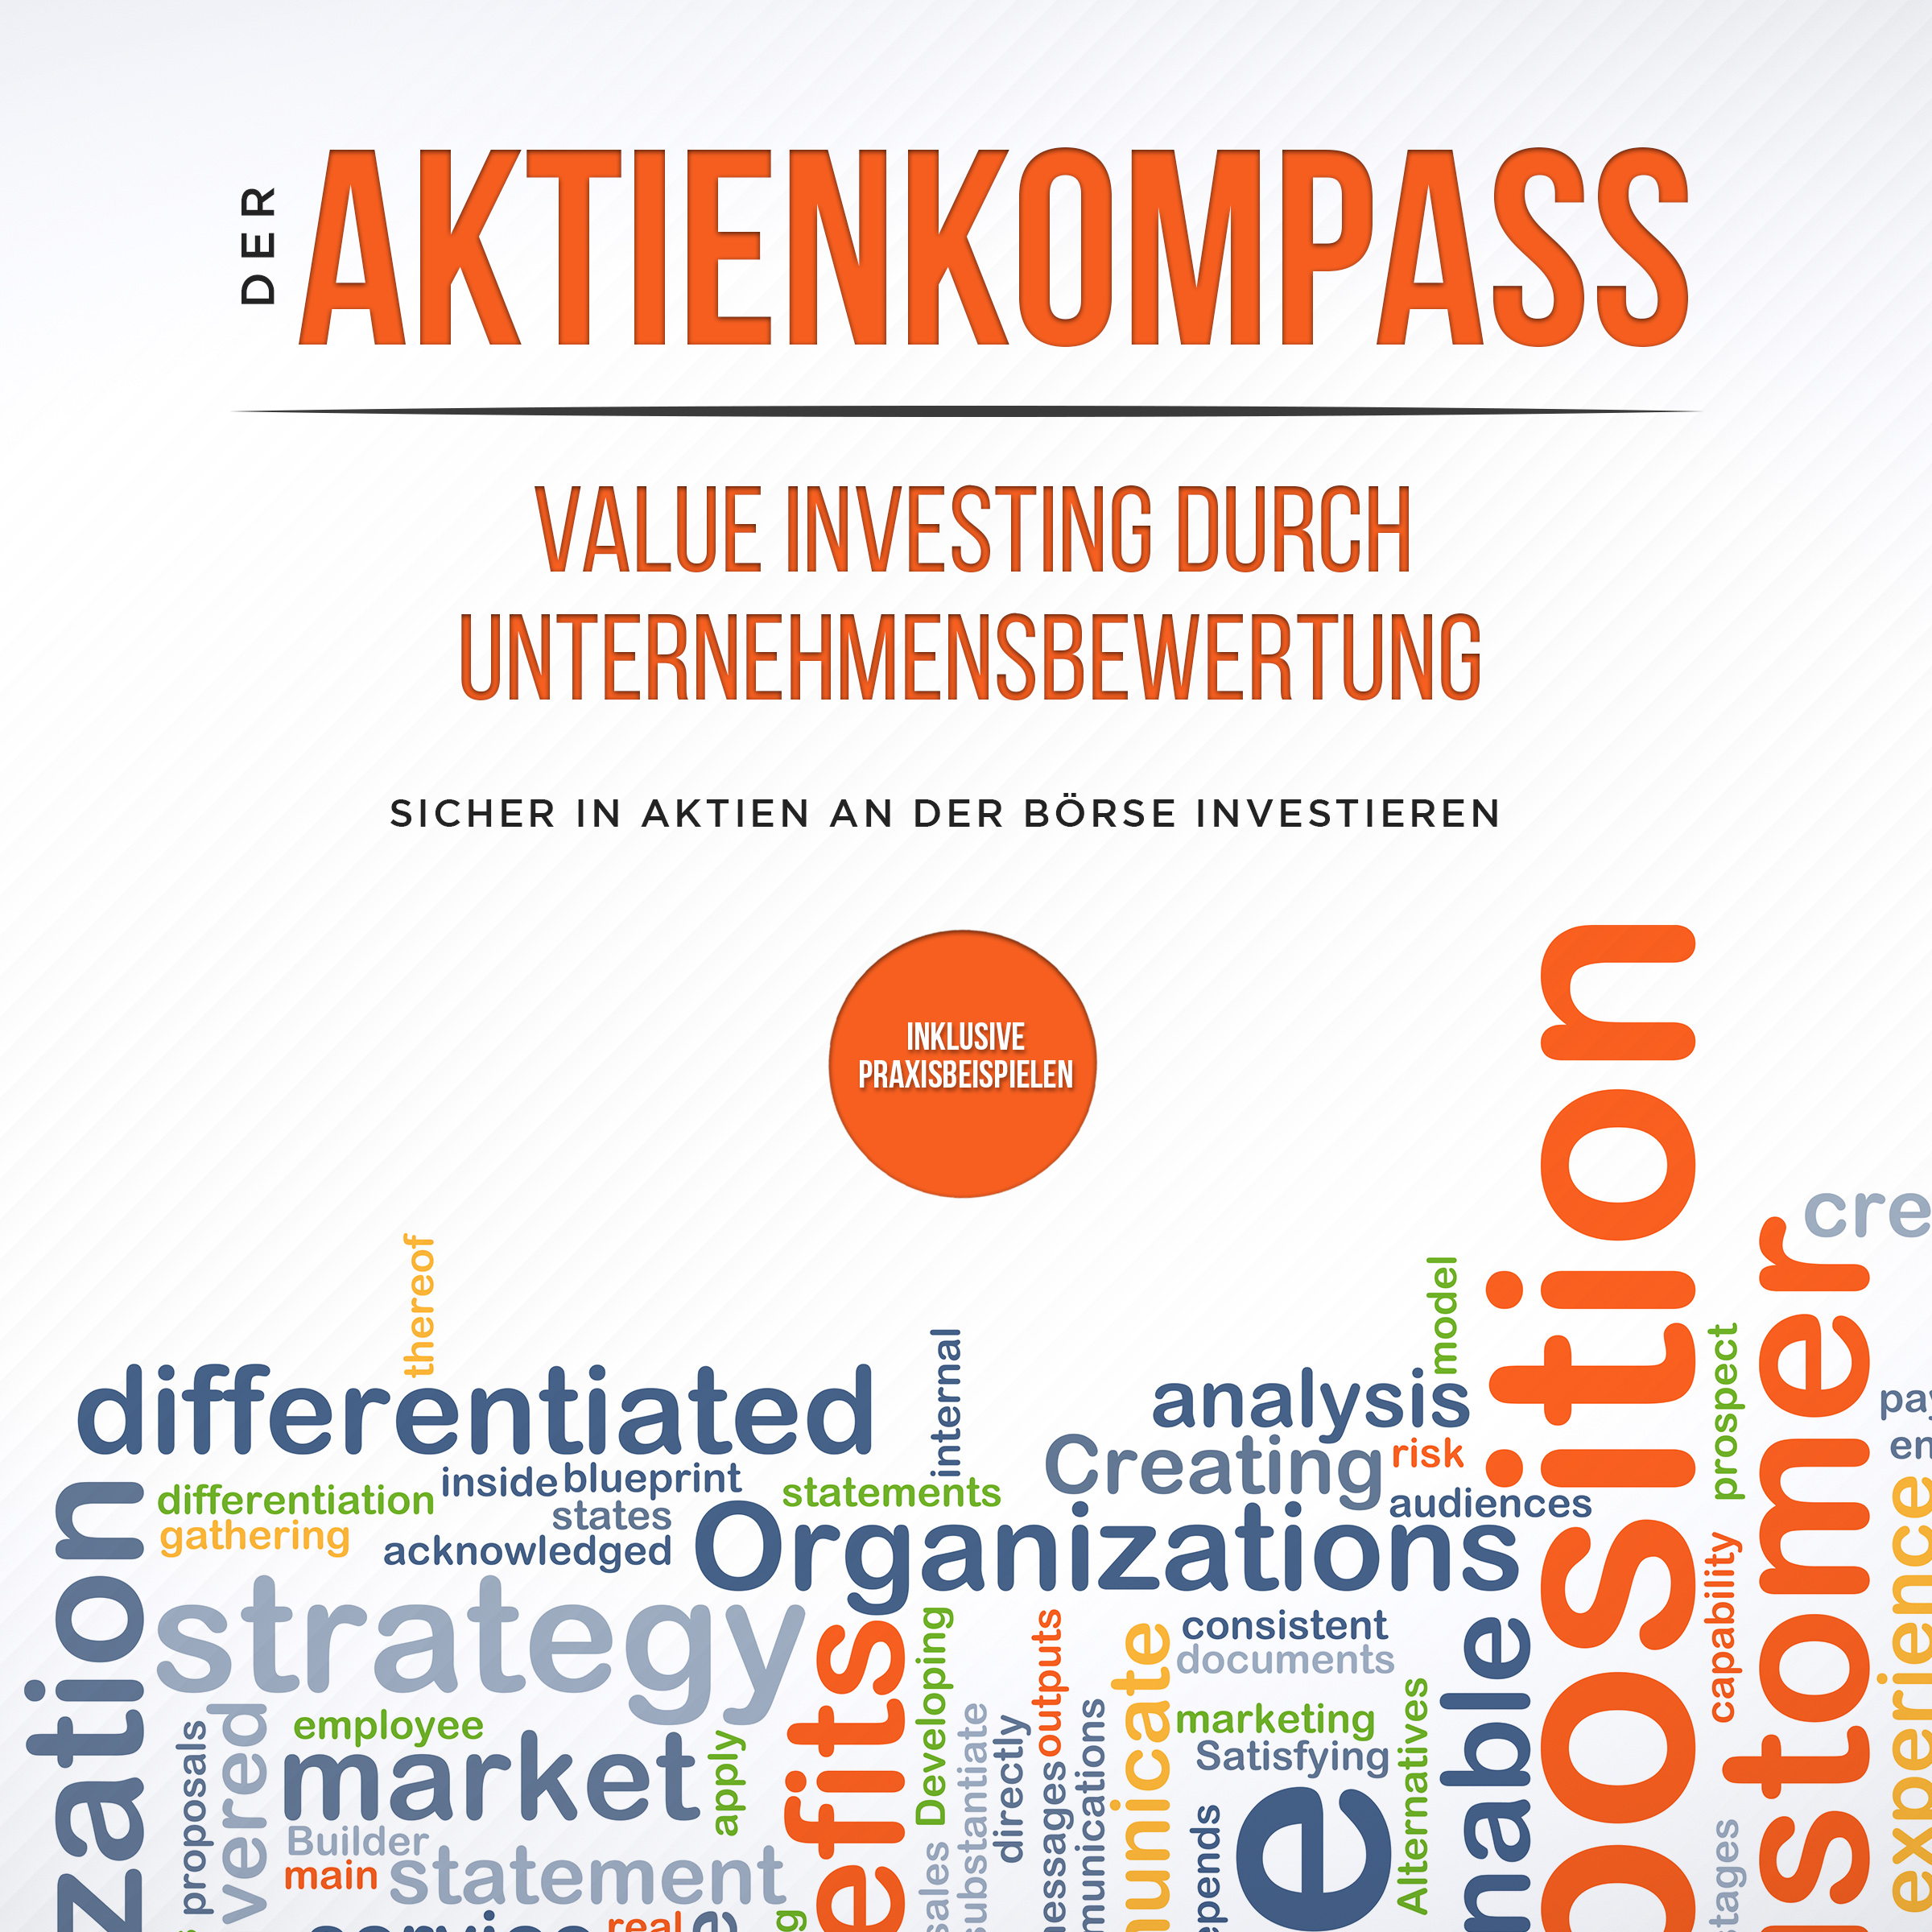 DER
AKTIENKOMPASS
VALUE INVESTING DURCH
UNTERNEHMENSBEWERTUNG
SICHER IN AKTIEN AN DER BÖRSE INVESTIEREN
INKLUSIVE
PRAXISBEISPIELEN
thereof
differentiated
internal
analysis
model
prospect
Creating
risk
audiences
differentiation
inside
blueprint
statements
states
gathering
acknowledged
Organizations
strategy
Developing
outputs
consistent
documents
capability
experience
employee
market
apply
proposals
directly
marketing
Satisfying
Alternatives
Builder
main
statement
sales
real